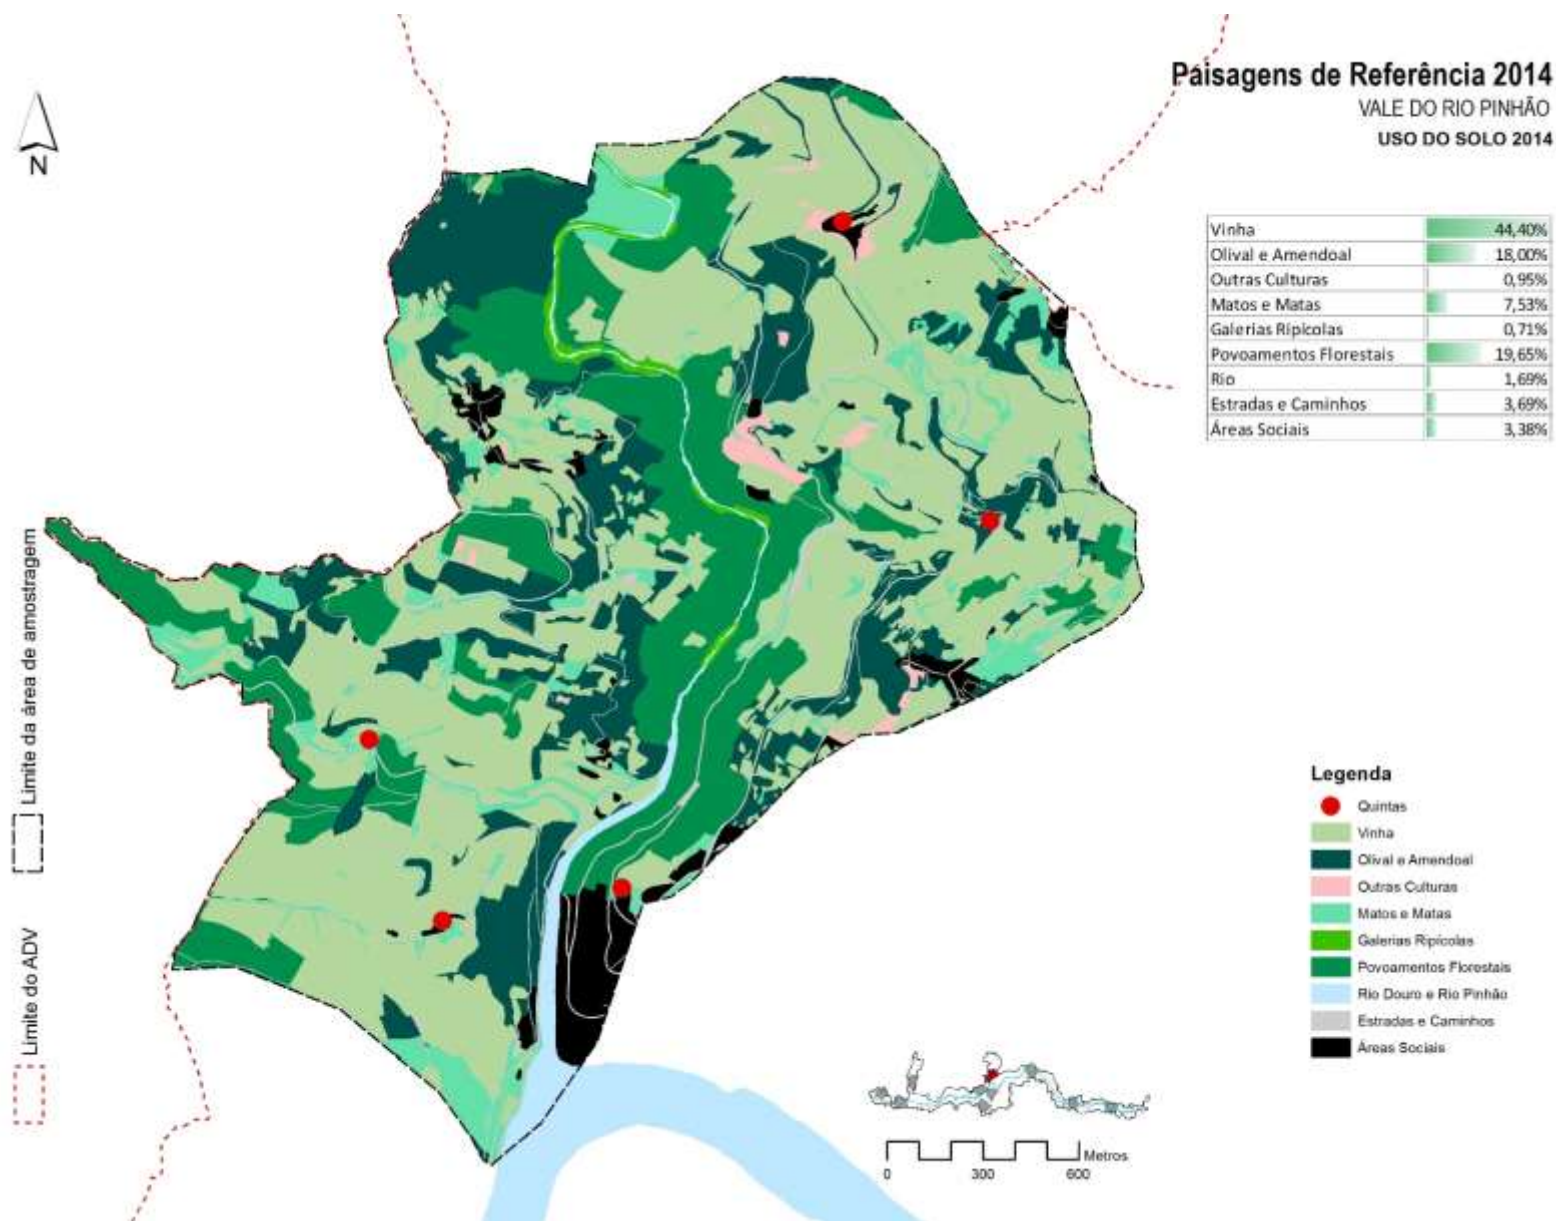 Paisagens de Referência 2014
VALE DO RIO PINHÃO
USO DO SOLO 2014
N
Vinha 44,40%
Olival e Amendoal 18,00%
Outras Culturas 0,95%
Matos e Matas 7,53%
Galerias Ripícolas 0,71%
Povoamentos Florestais 19,65%
Rio 1,69%
Estradas e Caminhos 3,69%
Áreas Sociais 3,38%
Limite da área de amostragem
Limite do ADV
Legenda
Quintas
Vinha
Olival e Amendoal
Outras Culturas
Matos e Matas
Galerias Ripícolas
Povoamentos Florestais
Rio Douro e Rio Pinhão
Estradas e Caminhos
Áreas Sociais
Metros
0 300 600